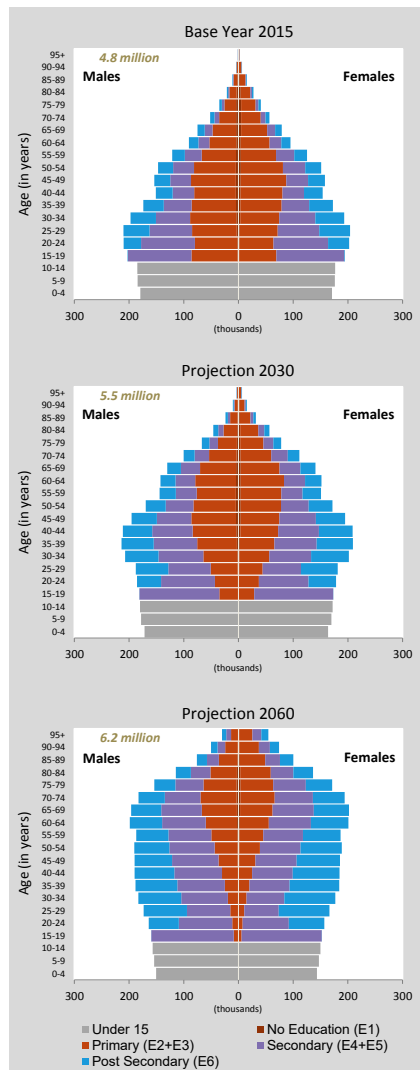 Base Year 2015
4.8 million
Males
Females
Age (in years)
95+
90-94
85-89
80-84
75-79
70-74
65-69
60-64
55-59
50-54
45-49
40-44
35-39
30-34
25-29
20-24
15-19
10-14
5-9
0-4
300 200 100 0 100 200 300
(thousands)
Projection 2030
5.5 million
Males
Females
Age (in years)
95+
90-94
85-89
80-84
75-79
70-74
65-69
60-64
55-59
50-54
45-49
40-44
35-39
30-34
25-29
20-24
15-19
10-14
5-9
0-4
300 200 100 0 100 200 300
(thousands)
Projection 2060
6.2 million
Males
Females
Age (in years)
95+
90-94
85-89
80-84
75-79
70-74
65-69
60-64
55-59
50-54
45-49
40-44
35-39
30-34
25-29
20-24
15-19
10-14
5-9
0-4
300 200 100 0 100 200 300
(thousands)
Under 15
No Education (E1)
Primary (E2+E3)
Secondary (E4+E5)
Post Secondary (E6)